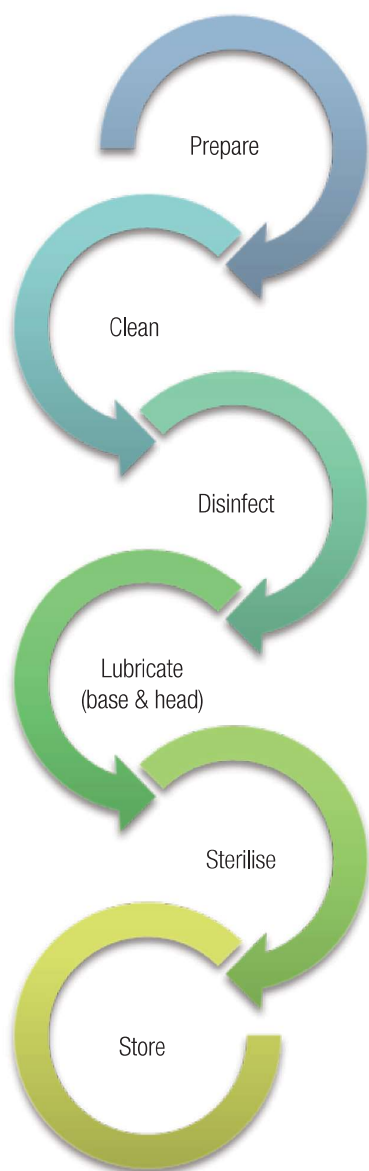 Prepare
Clean
Disinfect
Lubricate
(base & head)
Sterilise
Store